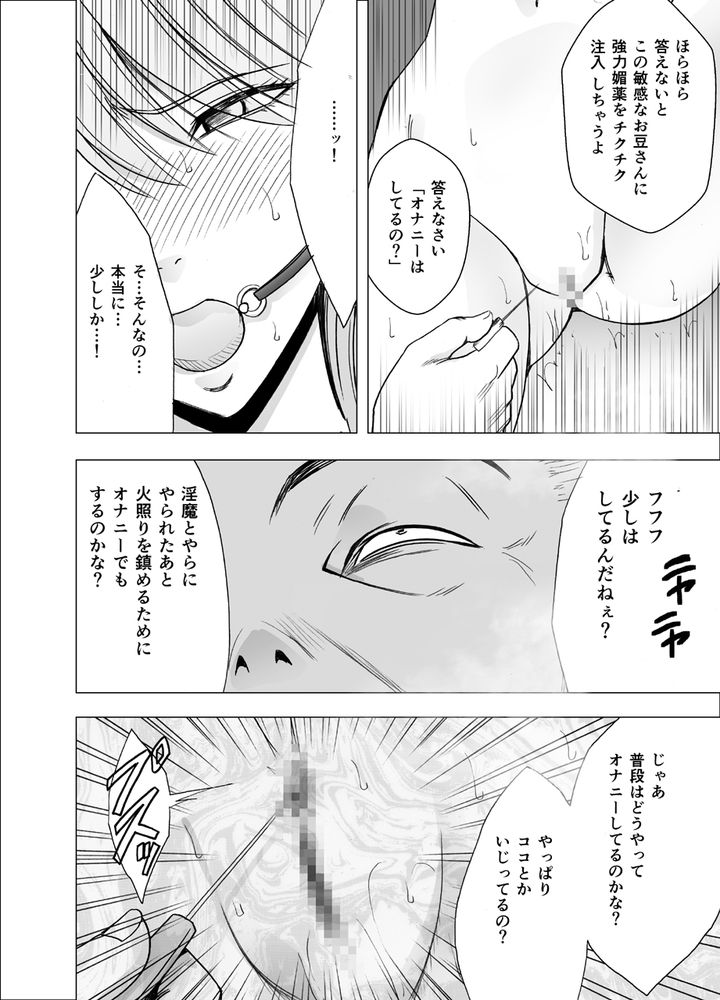 ほらほら
答えないと
この敏感なお豆さんに
強力媚薬をチクチク
注入しちゃうよ
答えなさい
「オナニーは
してるの?」
……ッ!
そ…そんなの…
本当に…
少ししか…!
フフフ
少しは
してるんだねぇ?
ニヤ
ニヤ
淫魔とやらに
やられたあと
火照りを鎮めるために
オナニーでも
するのかな?
じゃあ
普段はどうやって
オナニーしてるのかな?
やっぱり
ココとか
いじってるの?